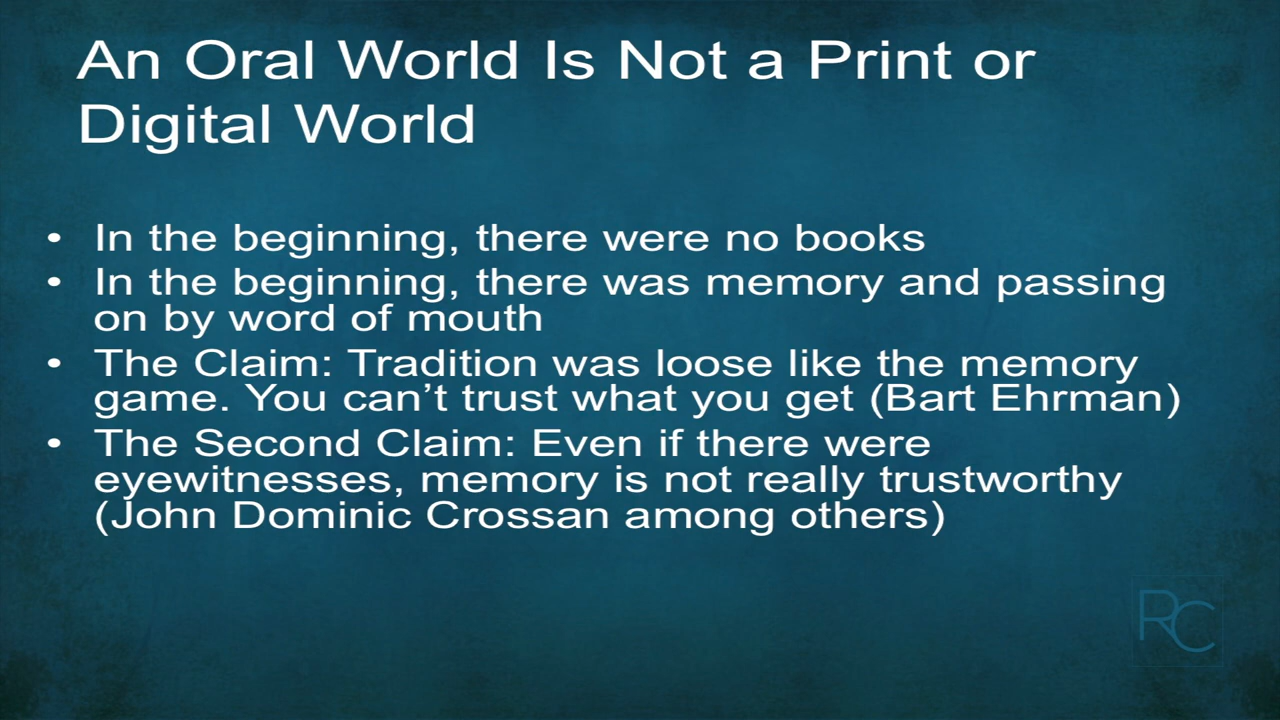 An Oral World Is Not a Print or
Digital World
• In the beginning, there were no books
• In the beginning, there was memory and passing
on by word of mouth
• The Claim: Tradition was loose like the memory
game. You can’t trust what you get (Bart Ehrman)
• The Second Claim: Even if there were
eyewitnesses, memory is not really trustworthy
(John Dominic Crossan among others)
RC